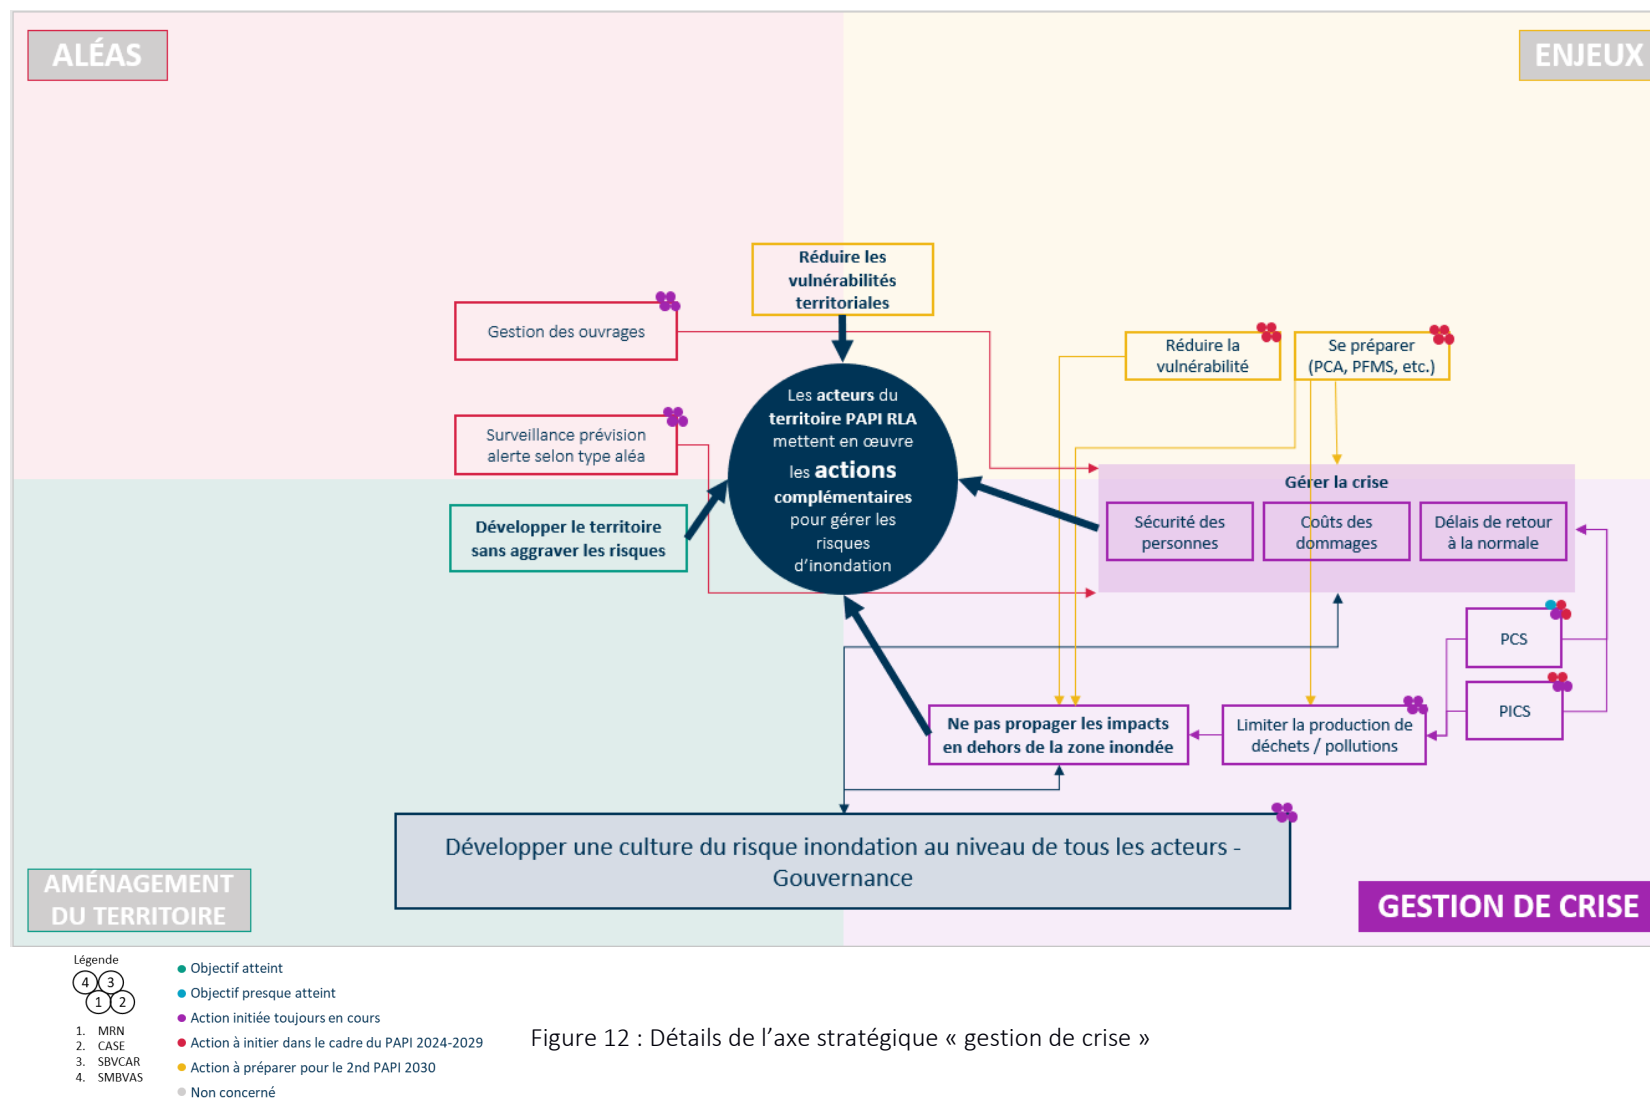 ALÉAS
ENJEUX
Réduire les
vulnérabilités
territoriales
Gestion des ouvrages
Réduire la
vulnérabilité
Se préparer
(PCA, PFMS, etc.)
Les acteurs du
territoire PAPI RLA
mettent en œuvre
les actions
complémentaires
pour gérer les
risques
d'inondation
Surveillance prévision
alerte selon type aléa
Gérer la crise
Sécurité des
personnes
Coûts des
dommages
Délais de retour
à la normale
Développer le territoire
sans aggraver les risques
PCS
PICS
Ne pas propager les impacts
en dehors de la zone inondée
Limiter la production de
déchets / pollutions
Développer une culture du risque inondation au niveau de tous les acteurs -
Gouvernance
AMÉNAGEMENT
DU TERRITOIRE
GESTION DE CRISE
Légende
4 3
1 2
1. MRN
2. CASE
3. SBVCAR
4. SMBVAS
Objectif atteint
Objectif presque atteint
Action initiée toujours en cours
Action à initier dans le cadre du PAPI 2024-2029
Action à préparer pour le 2nd PAPI 2030
Non concerné
Figure 12 : Détails de l'axe stratégique « gestion de crise »